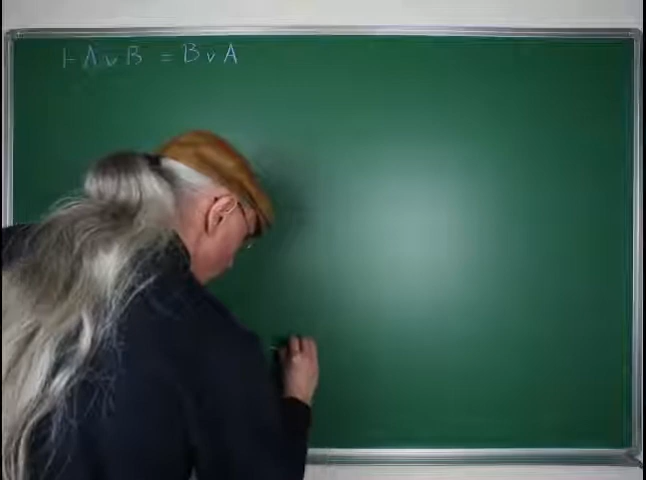 ⊢ A ∨ B = B ∨ A